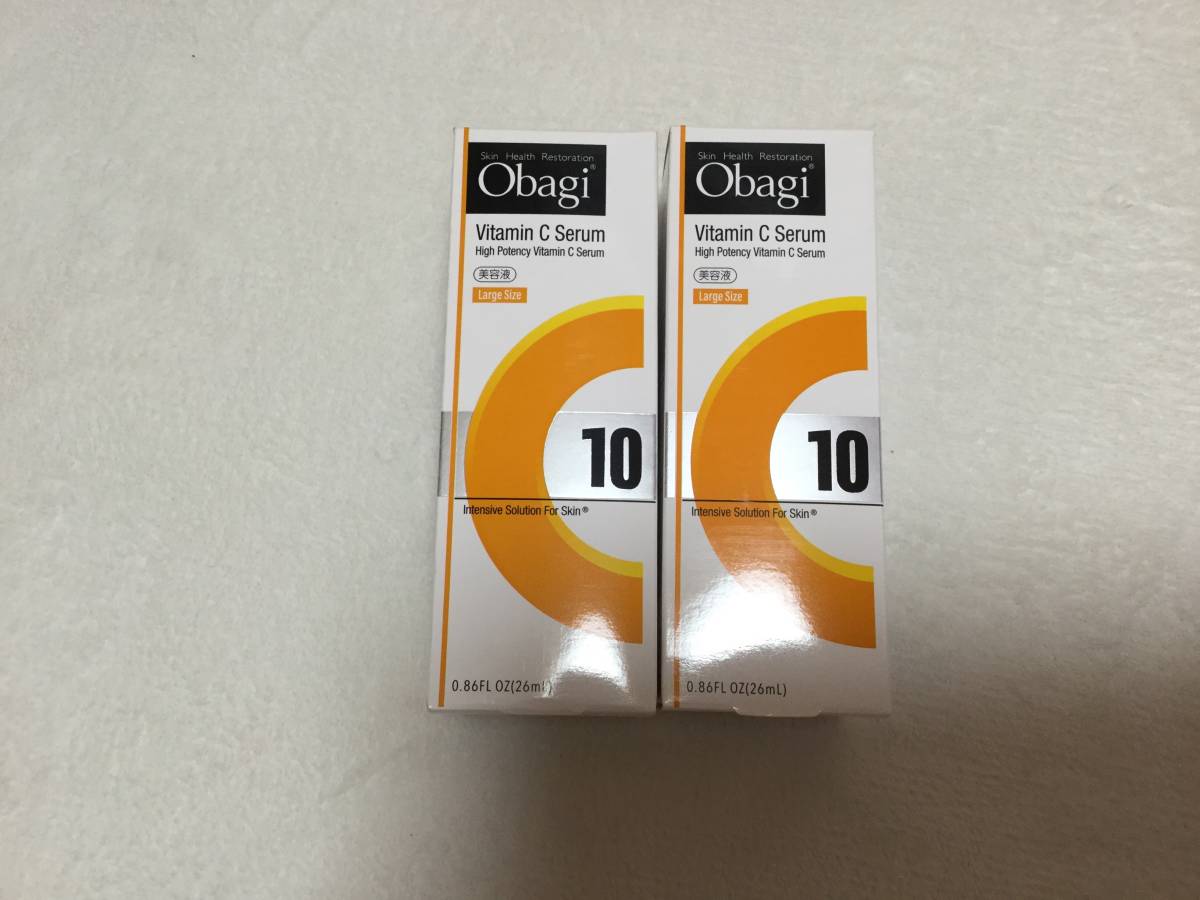 Skin Health Restoration
Obagi®
Vitamin C Serum
High Potency Vitamin C Serum
美容液
Large Size
10
Intensive Solution For Skin®
0.86FL OZ(26mL)
Skin Health Restoration
Obagi®
Vitamin C Serum
High Potency Vitamin C Serum
美容液
Large Size
10
Intensive Solution For Skin®
0.86FL OZ(26mL)